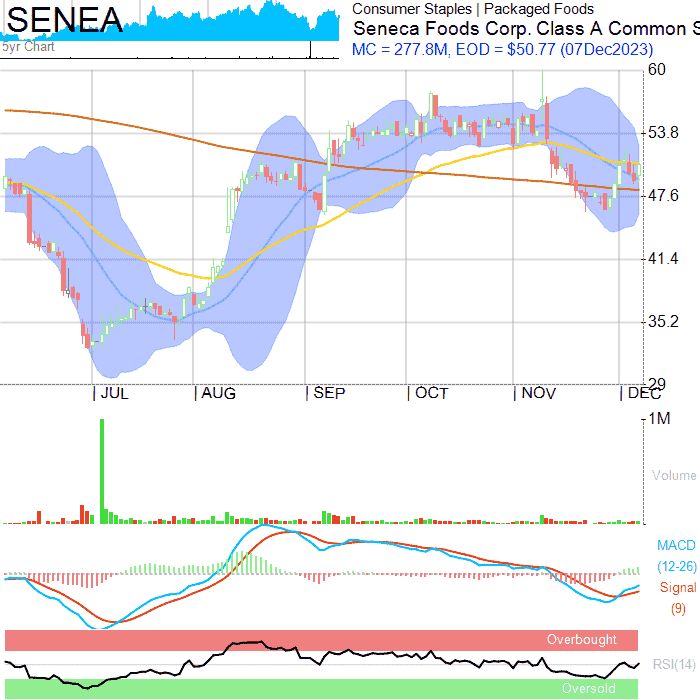 SENEA
5yr Chart
Consumer Staples | Packaged Foods
Seneca Foods Corp. Class A Common S
MC = 277.8M, EOD = $50.77 (07Dec2023)
60
53.8
47.6
41.4
35.2
29
JUL AUG SEP OCT NOV DEC
1M
Volume
MACD
(12-26)
Signal
(9)
Overbought
RSI(14)
Oversold